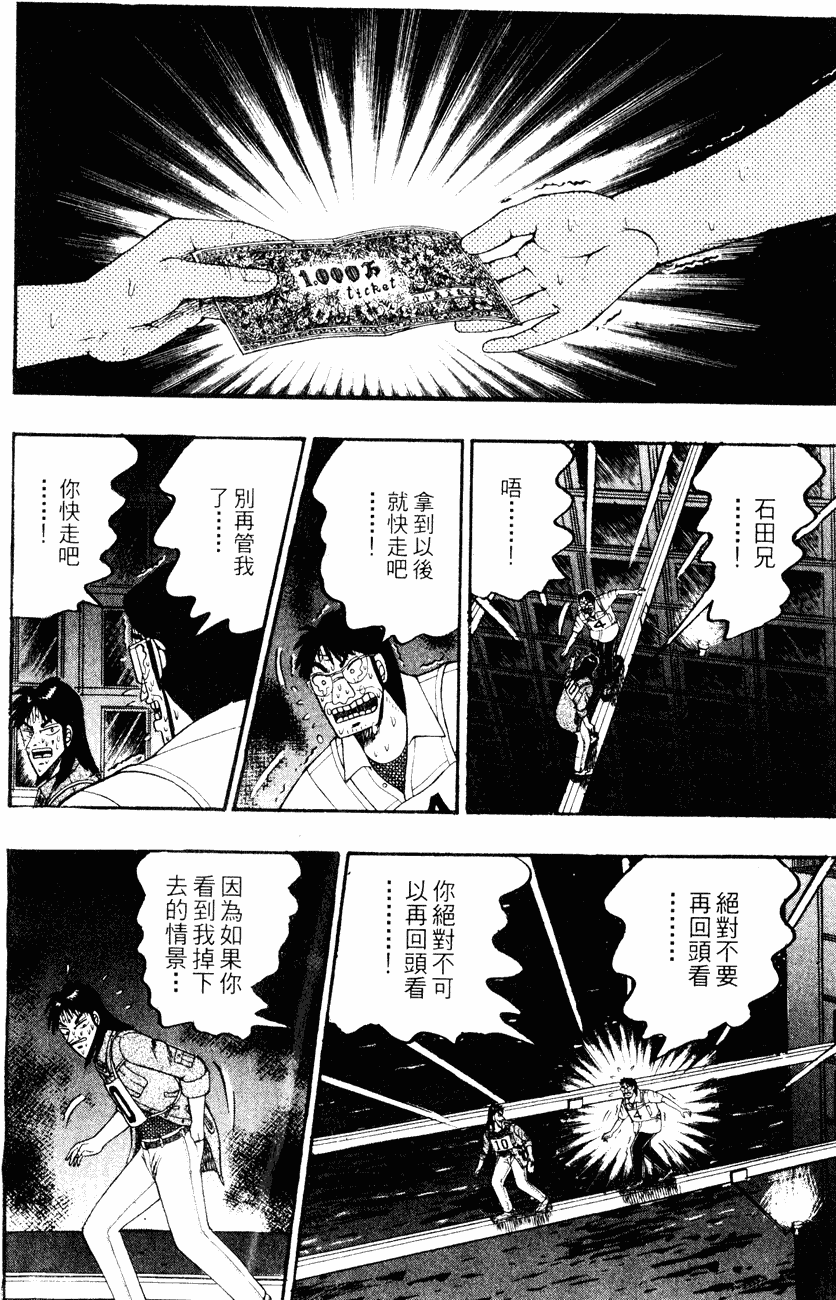 1.000万
ticket
石田兄
……！
唔……！
拿到以後
就快走吧
……！
別再管我
了……
你快走吧
……！
絕對不要
再回頭看
………
你絕對不可
以再回頭看
………！
10
因為如果你
看到我掉下
去的情景…